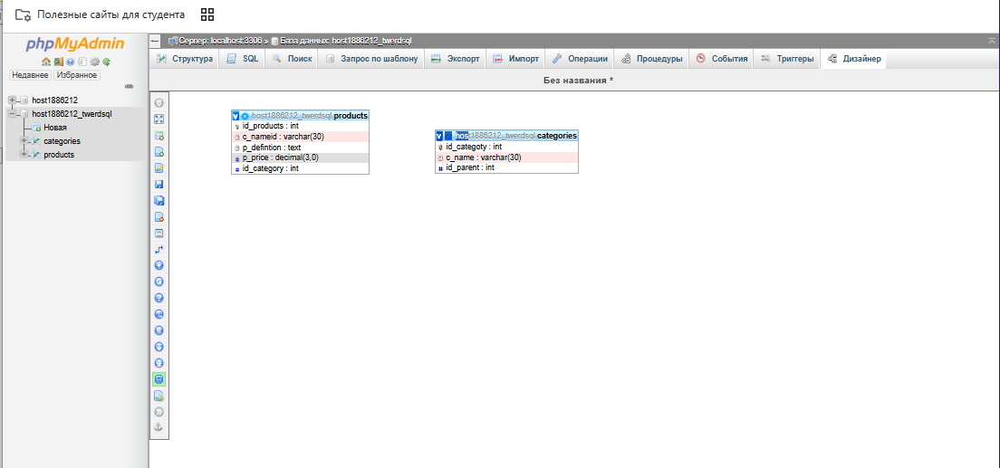 Полезные сайты для студента
phpMyAdmin
Недавнее Избранное
host1886212
host1886212_twerdsql
Новая
categories
products
Сервер: localhost:3306 » База данных: host1886212_twerdsql
Структура SQL Поиск Запрос по шаблону Экспорт Импорт Операции Процедуры События Триггеры Дизайнер
Без названия *
host1886212_twerdsql products
id_products : int
c_nameid : varchar(30)
p_defintion : text
p_price : decimal(3,0)
id_category : int
host1886212_twerdsql categories
id_categoty : int
c_name : varchar(30)
id_parent : int